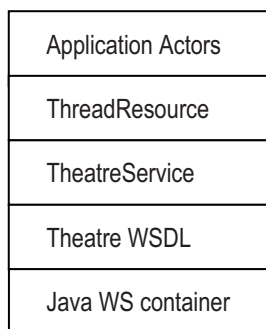 Application Actors
ThreadResource
TheatreService
Theatre WSDL
Java WS container